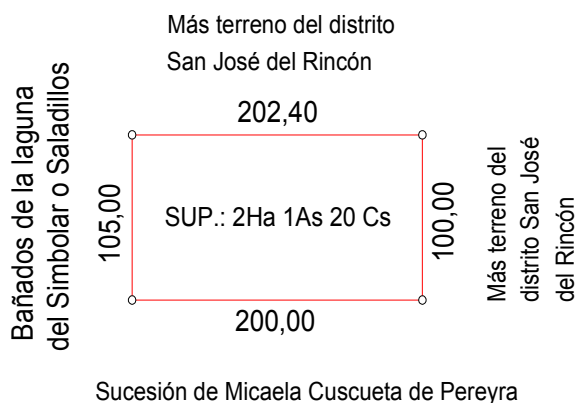 Más terreno del distrito
San José del Rincón
202,40
Bañados de la laguna
del Simbolar o Saladillos
105,00
SUP.: 2Ha 1As 20 Cs
100,00
Más terreno del
distrito San José
del Rincón
200,00
Sucesión de Micaela Cuscueta de Pereyra